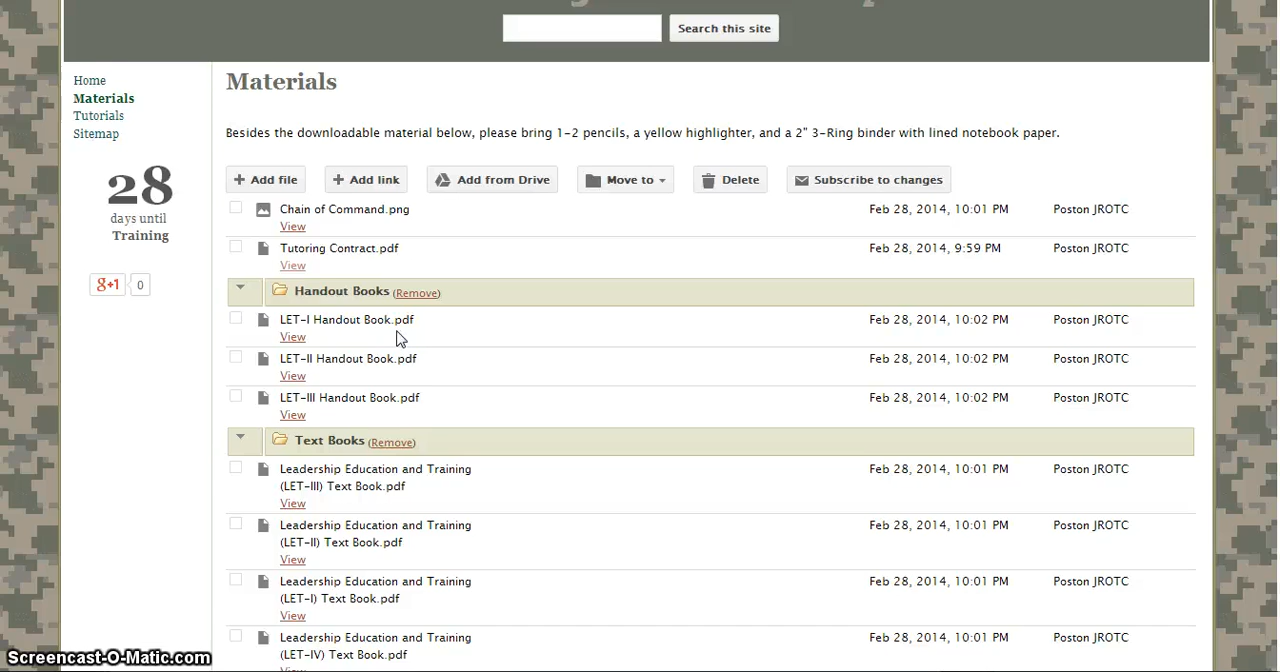 Search this site
Home
Materials
Tutorials
Sitemap
28
days until
Training
g+1 0
Materials
Besides the downloadable material below, please bring 1-2 pencils, a yellow highlighter, and a 2" 3-Ring binder with lined notebook paper.
+ Add file + Add link Add from Drive Move to Delete Subscribe to changes
Chain of Command.png Feb 28, 2014, 10:01 PM Poston JROTC
View
Tutoring Contract.pdf Feb 28, 2014, 9:59 PM Poston JROTC
View
Handout Books (Remove)
LET-I Handout Book.pdf Feb 28, 2014, 10:02 PM Poston JROTC
View
LET-II Handout Book.pdf Feb 28, 2014, 10:02 PM Poston JROTC
View
LET-III Handout Book.pdf Feb 28, 2014, 10:02 PM Poston JROTC
View
Text Books (Remove)
Leadership Education and Training Feb 28, 2014, 10:01 PM Poston JROTC
(LET-III) Text Book.pdf
View
Leadership Education and Training Feb 28, 2014, 10:01 PM Poston JROTC
(LET-II) Text Book.pdf
View
Leadership Education and Training Feb 28, 2014, 10:01 PM Poston JROTC
(LET-I) Text Book.pdf
View
Leadership Education and Training Feb 28, 2014, 10:01 PM Poston JROTC
(LET-IV) Text Book.pdf
Screencast-O-Matic.com